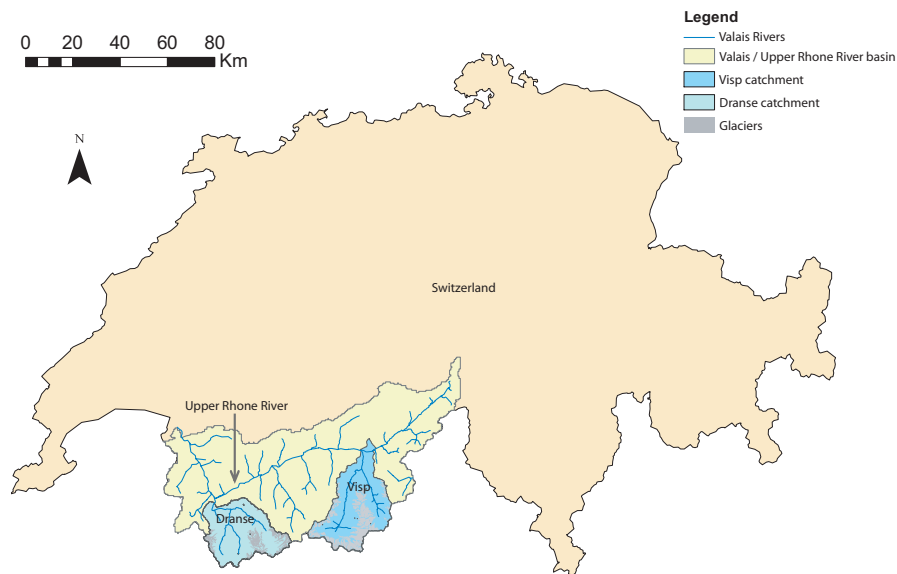 Legend
Valais Rivers
Valais / Upper Rhone River basin
Visp catchment
Dranse catchment
Glaciers
0 20 40 60 80
Km
N
Switzerland
Upper Rhone River
Visp
Dranse